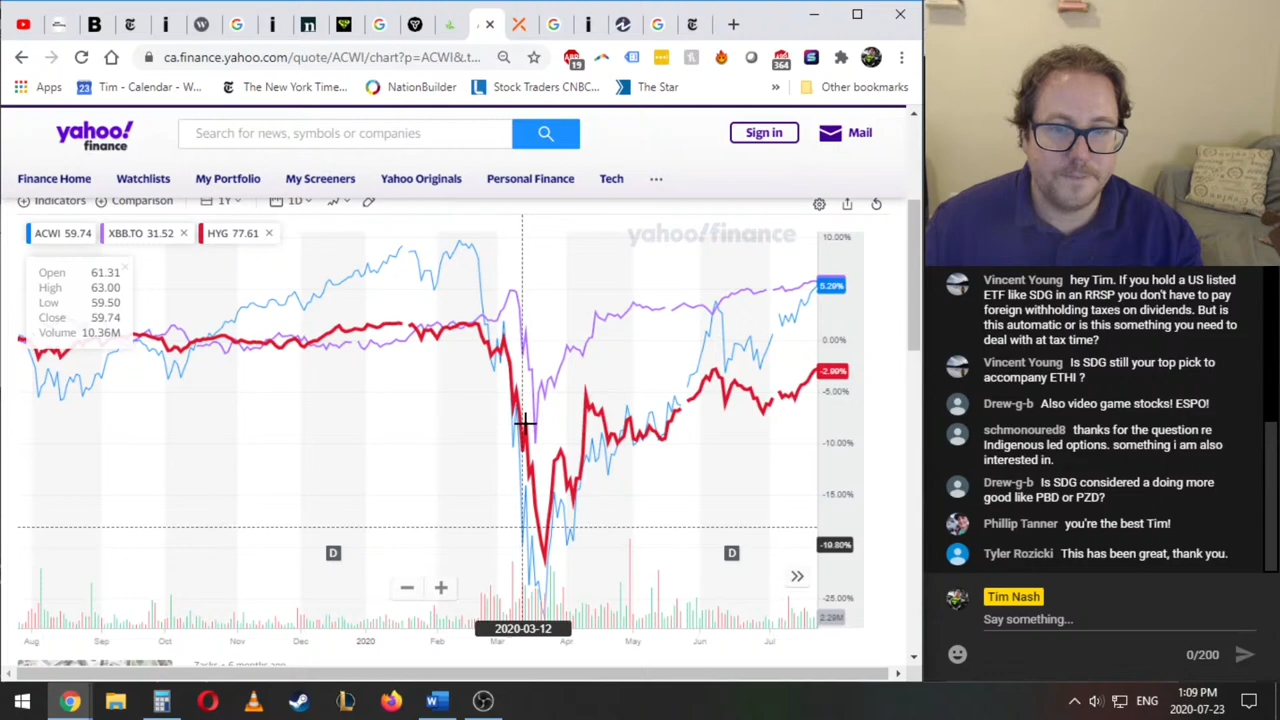 ca.finance.yahoo.com/quote/ACWI/chart?p=ACWI&t...
19
364
Apps
Tim - Calendar - W...
The New York Time...
NationBuilder
Stock Traders CNBC...
The Star
»
Other bookmarks
yahoo!
finance
Search for news, symbols or companies
Sign in
Mail
Finance Home
Watchlists
My Portfolio
My Screeners
Yahoo Originals
Personal Finance
Tech
Indicators
Comparison
1Y
1D
ACWI 59.74
XBB.TO 31.52
HYG 77.61
yahoo!finance
Open 61.31
High 63.00
Low 59.50
Close 59.74
Volume 10.36M
10.00%
5.29%
0.00%
-2.99%
-5.00%
-10.00%
-15.00%
-19.80%
-25.00%
2.29M
D
D
2020-03-12
Aug
Sep
Oct
Nov
Dec
2020
Feb
Mar
Apr
May
Jun
Jul
Zacks • 6 months ago
Vincent Young hey Tim. If you hold a US listed
ETF like SDG in an RRSP you don't have to pay
foreign withholding taxes on dividends. But is
this automatic or is this something you need to
deal with at tax time?
Vincent Young Is SDG still your top pick to
accompany ETHI ?
Drew-g-b Also video game stocks! ESPO!
schmonoured8 thanks for the question re
Indigenous led options. something i am also
interested in.
Drew-g-b Is SDG considered a doing more
good like PBD or PZD?
Phillip Tanner you're the best Tim!
Tyler Rozicki This has been great, thank you.
Tim Nash
Say something...
0/200
ENG
1:09 PM
2020-07-23